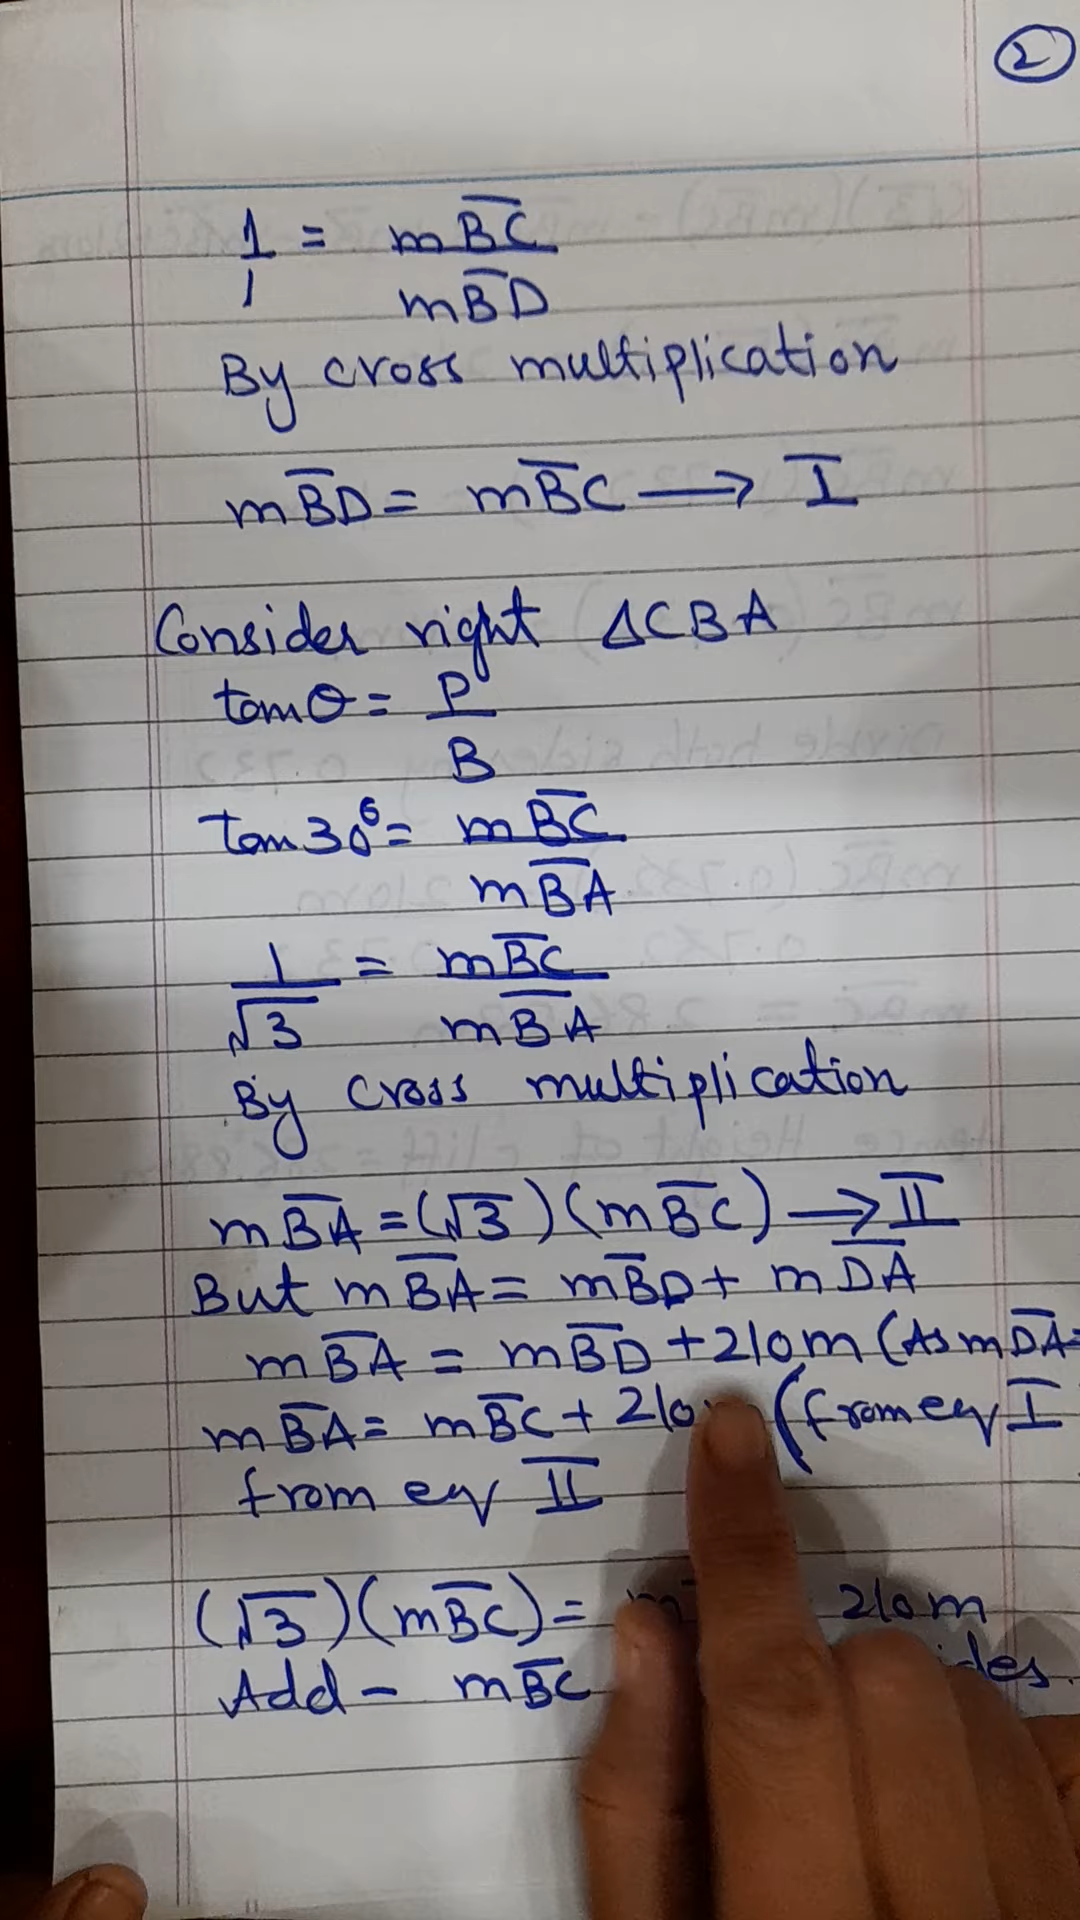 2
1/1 = mBC/mBD
By cross multiplication
mBD = mBC → I
Consider right ΔCBA
tanθ = P/B
tan30° = mBC/mBA
1/√3 = mBC/mBA
By cross multiplication
mBA = (√3)(mBC) → II
But mBA = mBD + mDA
mBA = mBD + 210m (As mDA=
mBA = mBC + 210 (from eq I
from eq II
(√3)(mBC) = 210m
Add - mBC